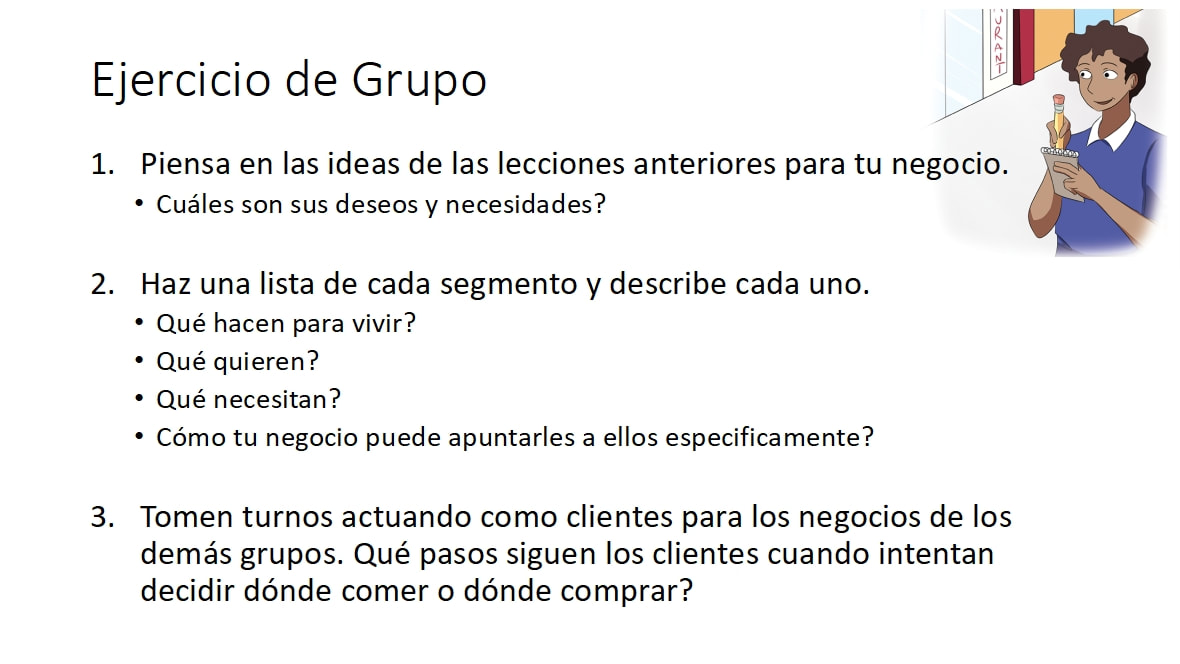 URANT
Ejercicio de Grupo
1. Piensa en las ideas de las lecciones anteriores para tu negocio.
• Cuáles son sus deseos y necesidades?
2. Haz una lista de cada segmento y describe cada uno.
• Qué hacen para vivir?
• Qué quieren?
• Qué necesitan?
• Cómo tu negocio puede apuntarles a ellos especificamente?
3. Tomen turnos actuando como clientes para los negocios de los
demás grupos. Qué pasos siguen los clientes cuando intentan
decidir dónde comer o dónde comprar?